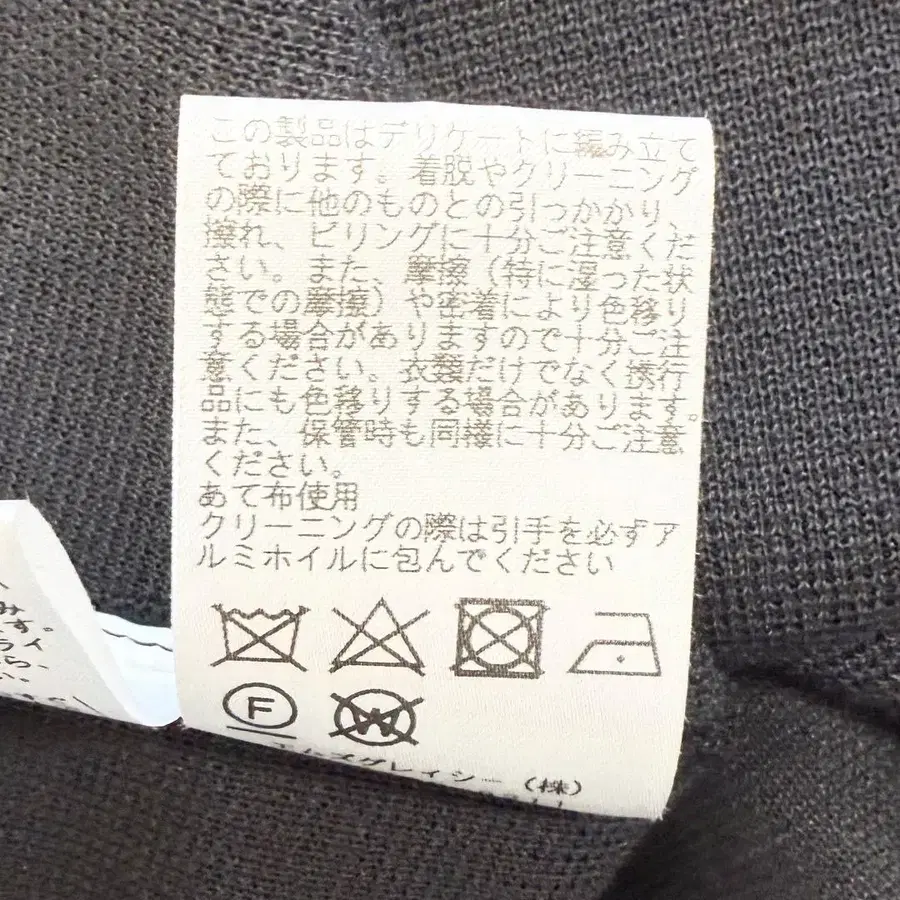 この製品はデリケートに編み立て
ております。着脱やクリーニング
の際に他のものとの引っかかり、
擦れ、ピリングに十分ご注意くだ
さい。また、摩擦（特に湿った状
態での摩擦）や密着により色移り
する場合がありますので十分ご注
意ください。衣類だけでなく携行
品にも色移りする場合があります。
また、保管時も同様に十分ご注意
ください。
あて布使用
クリーニングの際は引手を必ずア
ルミホイルに包んでください
F
W
エムズグレイシー（株）